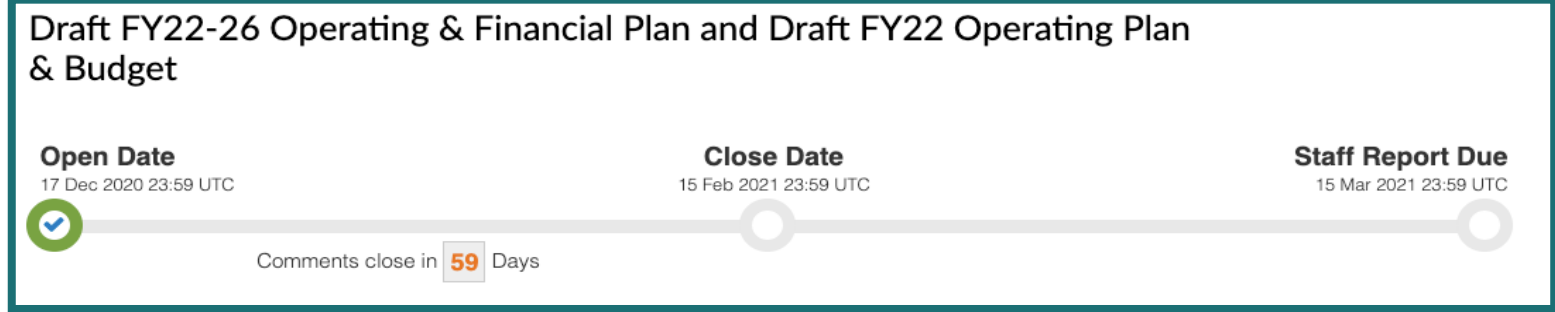 Draft FY22-26 Operating & Financial Plan and Draft FY22 Operating Plan
& Budget
Open Date
17 Dec 2020 23:59 UTC
Close Date
15 Feb 2021 23:59 UTC
Staff Report Due
15 Mar 2021 23:59 UTC
Comments close in 59 Days